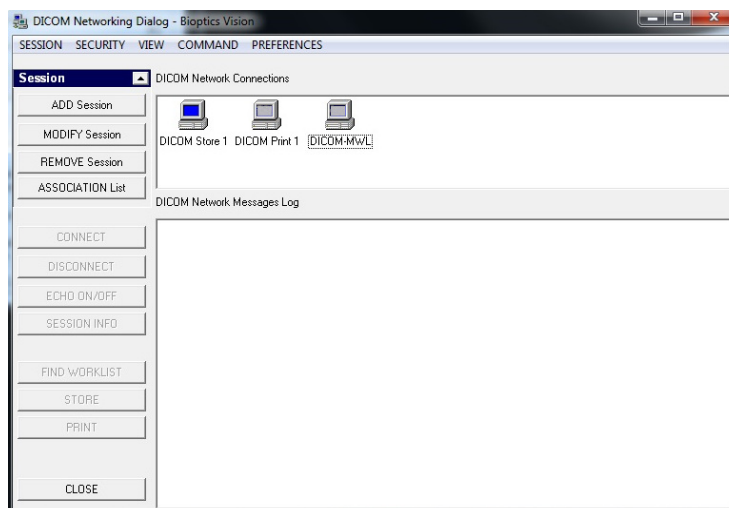 DICOM Networking Dialog - Bioptics Vision
SESSION SECURITY VIEW COMMAND PREFERENCES
Session
DICOM Network Connections
ADD Session
MODIFY Session
REMOVE Session
ASSOCIATION List
DICOM Store 1 DICOM Print 1 DICOM-MWL
DICOM Network Messages Log
CONNECT
DISCONNECT
ECHO ON/OFF
SESSION INFO
FIND WORKLIST
STORE
PRINT
CLOSE